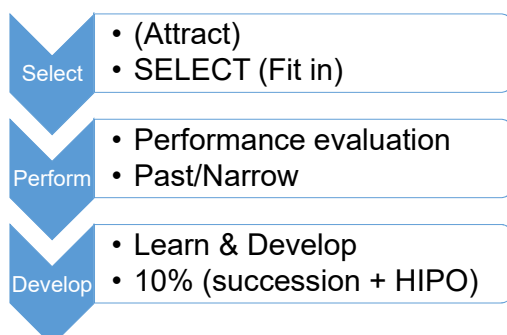 Select
• (Attract)
• SELECT (Fit in)
Perform
• Performance evaluation
• Past/Narrow
Develop
• Learn & Develop
• 10% (succession + HIPO)